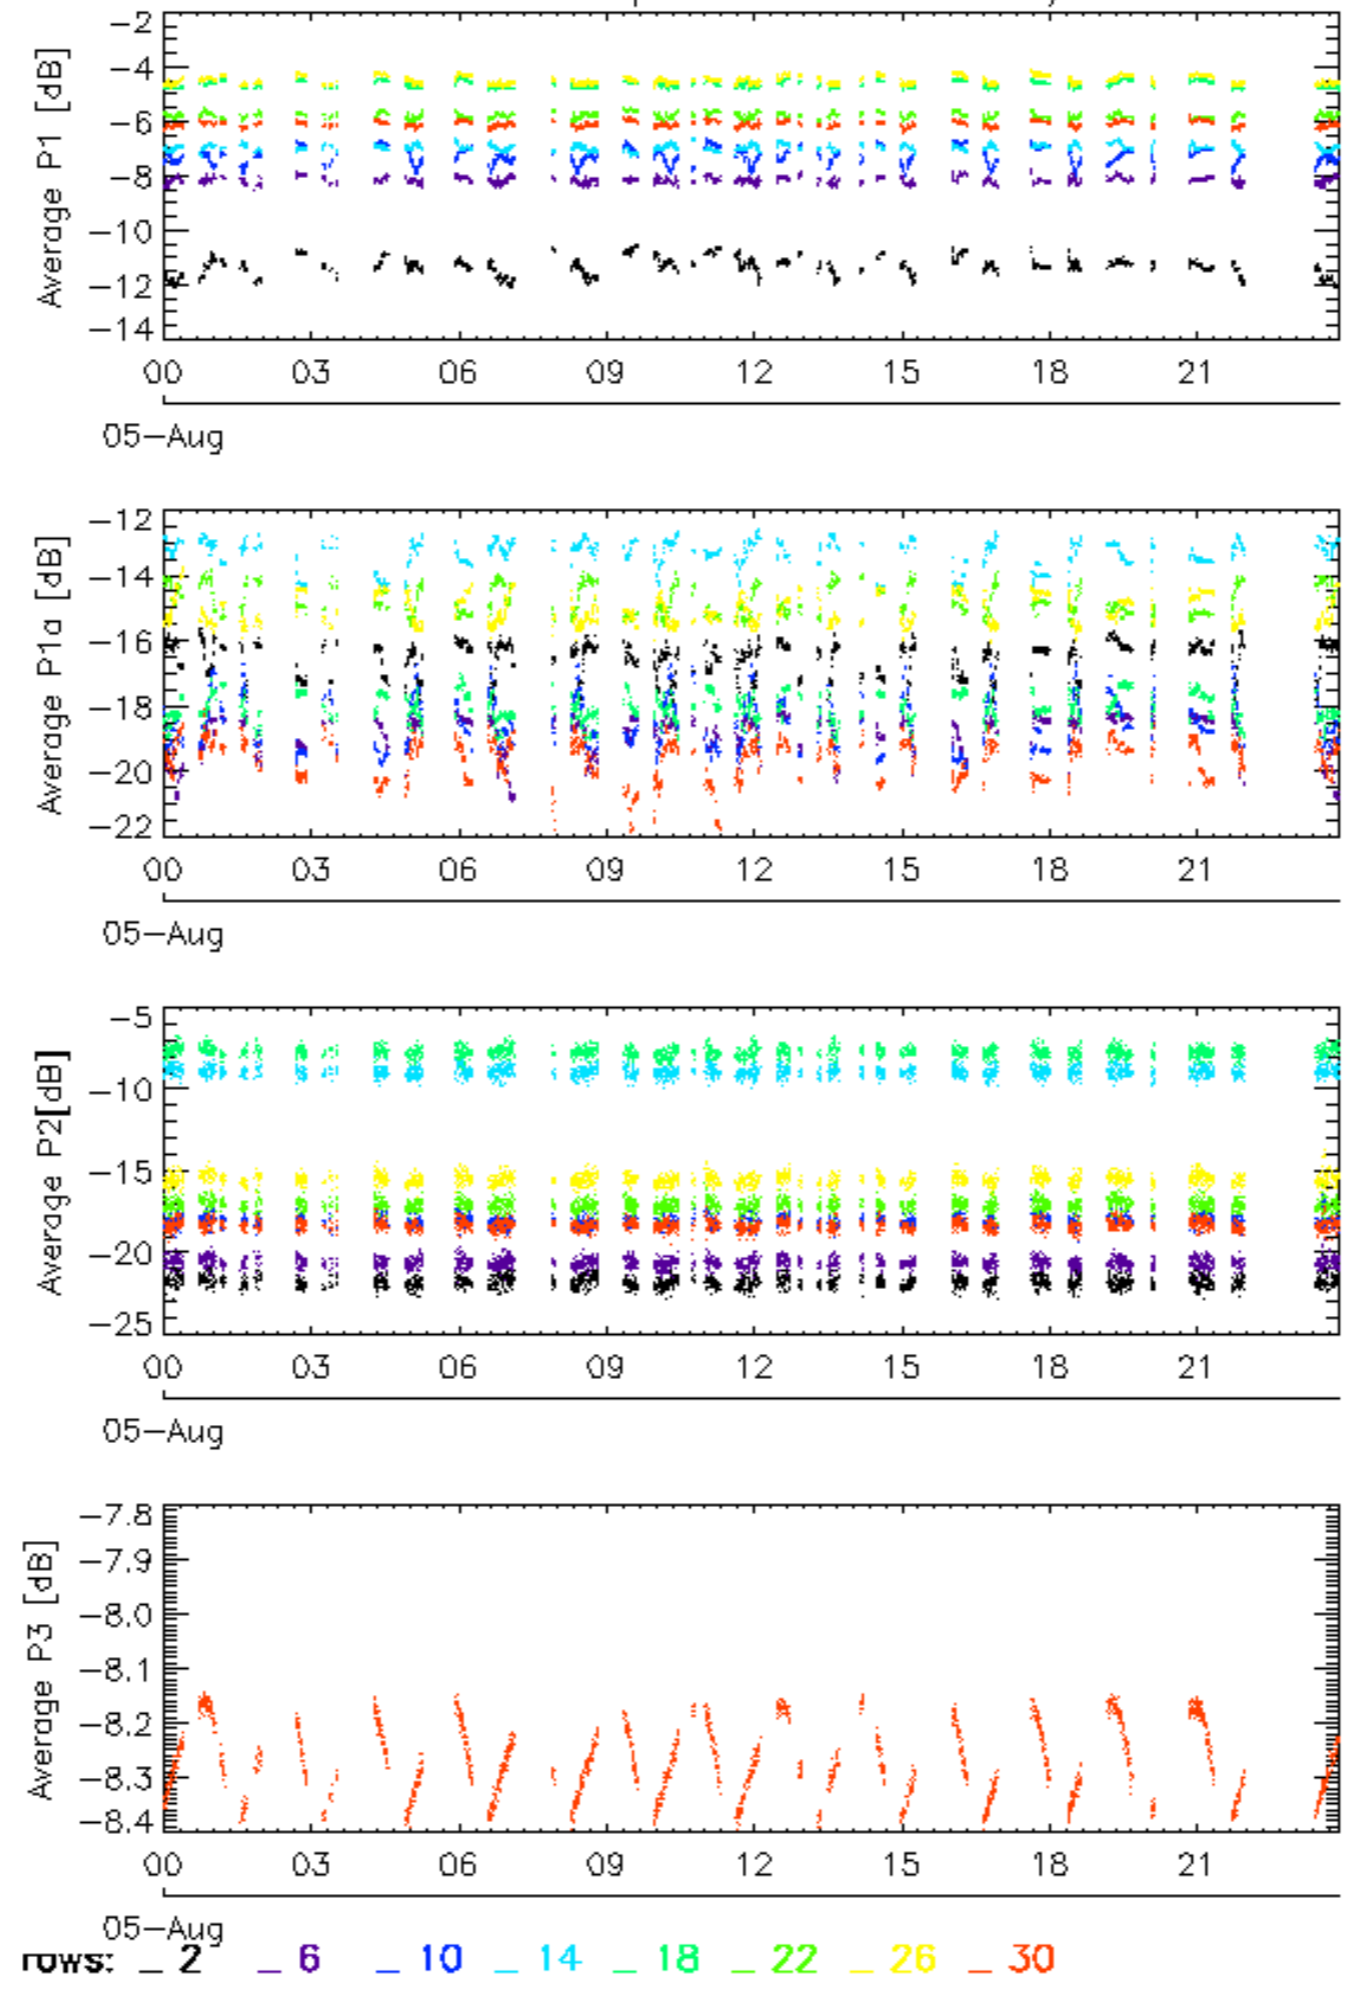 -2
-4
-6
-8
-10
-12
-14
Average P1 [dB]
00 03 06 09 12 15 18 21
05-Aug
-12
-14
-16
-18
-20
-22
Average P1a [dB]
00 03 06 09 12 15 18 21
05-Aug
-5
-10
-15
-20
-25
Average P2[dB]
00 03 06 09 12 15 18 21
05-Aug
-7.8
-7.9
-8.0
-8.1
-8.2
-8.3
-8.4
Average P3 [dB]
00 03 06 09 12 15 18 21
05-Aug
rows: _ 2 _ 6 _ 10 _ 14 _ 18 _ 22 _ 26 _ 30